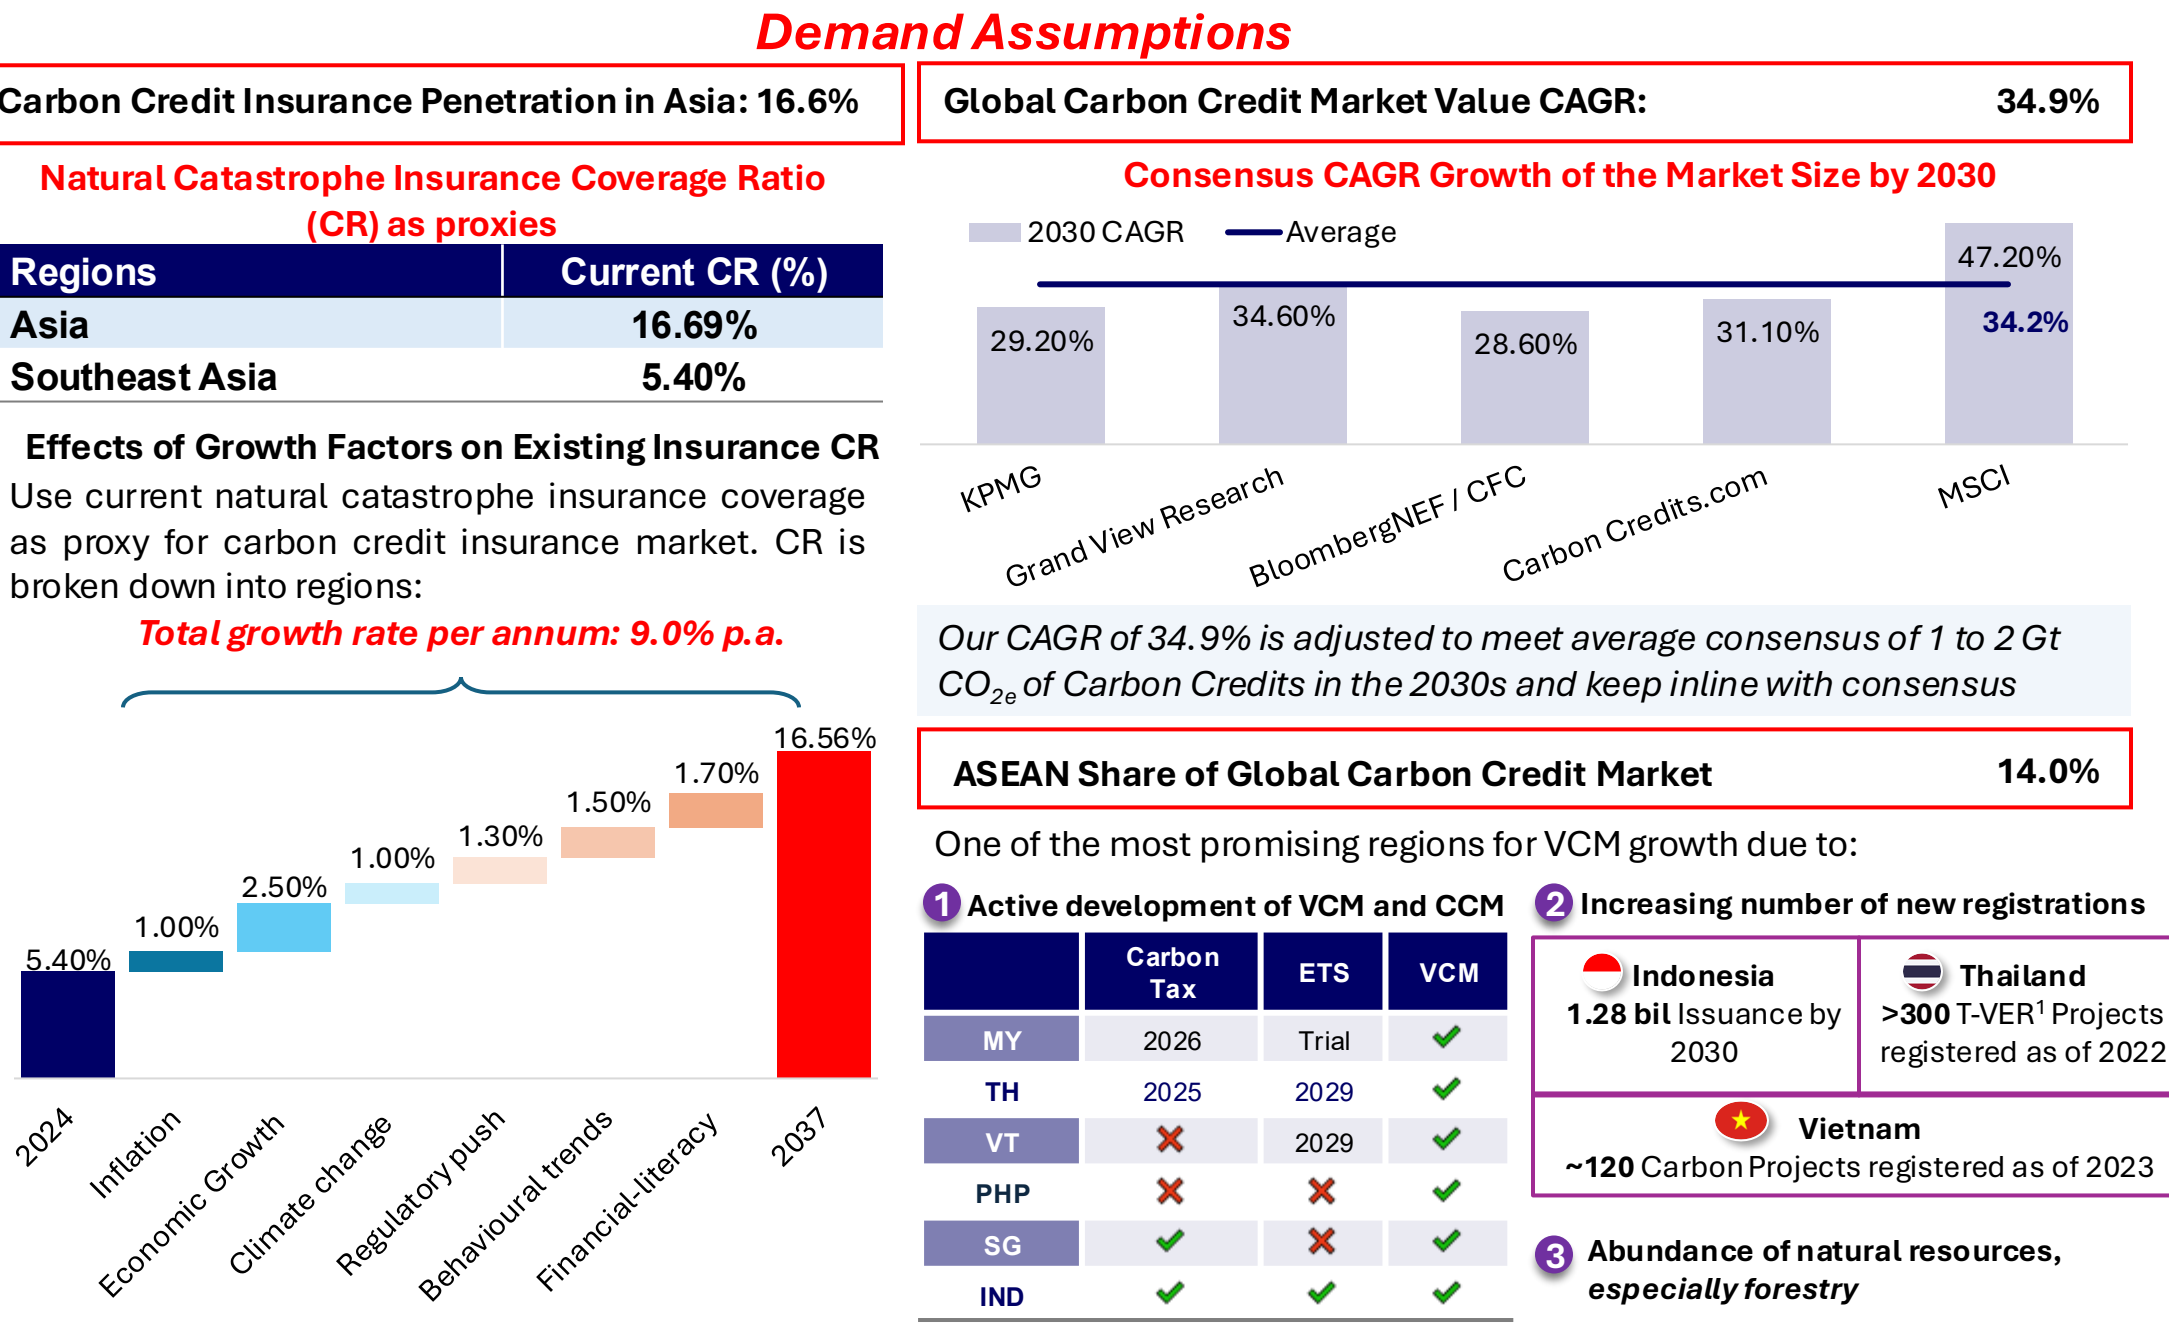 Demand Assumptions
Carbon Credit Insurance Penetration in Asia: 16.6%
Natural Catastrophe Insurance Coverage Ratio
(CR) as proxies
Regions Current CR (%)
Asia 16.69%
Southeast Asia 5.40%
Effects of Growth Factors on Existing Insurance CR
Use current natural catastrophe insurance coverage
as proxy for carbon credit insurance market. CR is
broken down into regions:
Total growth rate per annum: 9.0% p.a.
5.40%
1.00%
2.50%
1.00%
1.30%
1.50%
1.70%
16.56%
2024
Inflation
Economic Growth
Climate change
Regulatory push
Behavioural trends
Financial-literacy
2037
Global Carbon Credit Market Value CAGR: 34.9%
Consensus CAGR Growth of the Market Size by 2030
2030 CAGR Average
29.20%
34.60%
28.60%
31.10%
47.20%
34.2%
KPMG
Grand View Research
BloombergNEF / CFC
Carbon Credits.com
MSCI
Our CAGR of 34.9% is adjusted to meet average consensus of 1 to 2 Gt
CO2e of Carbon Credits in the 2030s and keep inline with consensus
ASEAN Share of Global Carbon Credit Market 14.0%
One of the most promising regions for VCM growth due to:
1 Active development of VCM and CCM
Carbon
Tax
ETS VCM
MY 2026 Trial
TH 2025 2029
VT 2029
PHP
SG
IND
2 Increasing number of new registrations
Indonesia
1.28 bil Issuance by
2030
Thailand
>300 T-VER1 Projects
registered as of 2022
Vietnam
~120 Carbon Projects registered as of 2023
3 Abundance of natural resources,
especially forestry